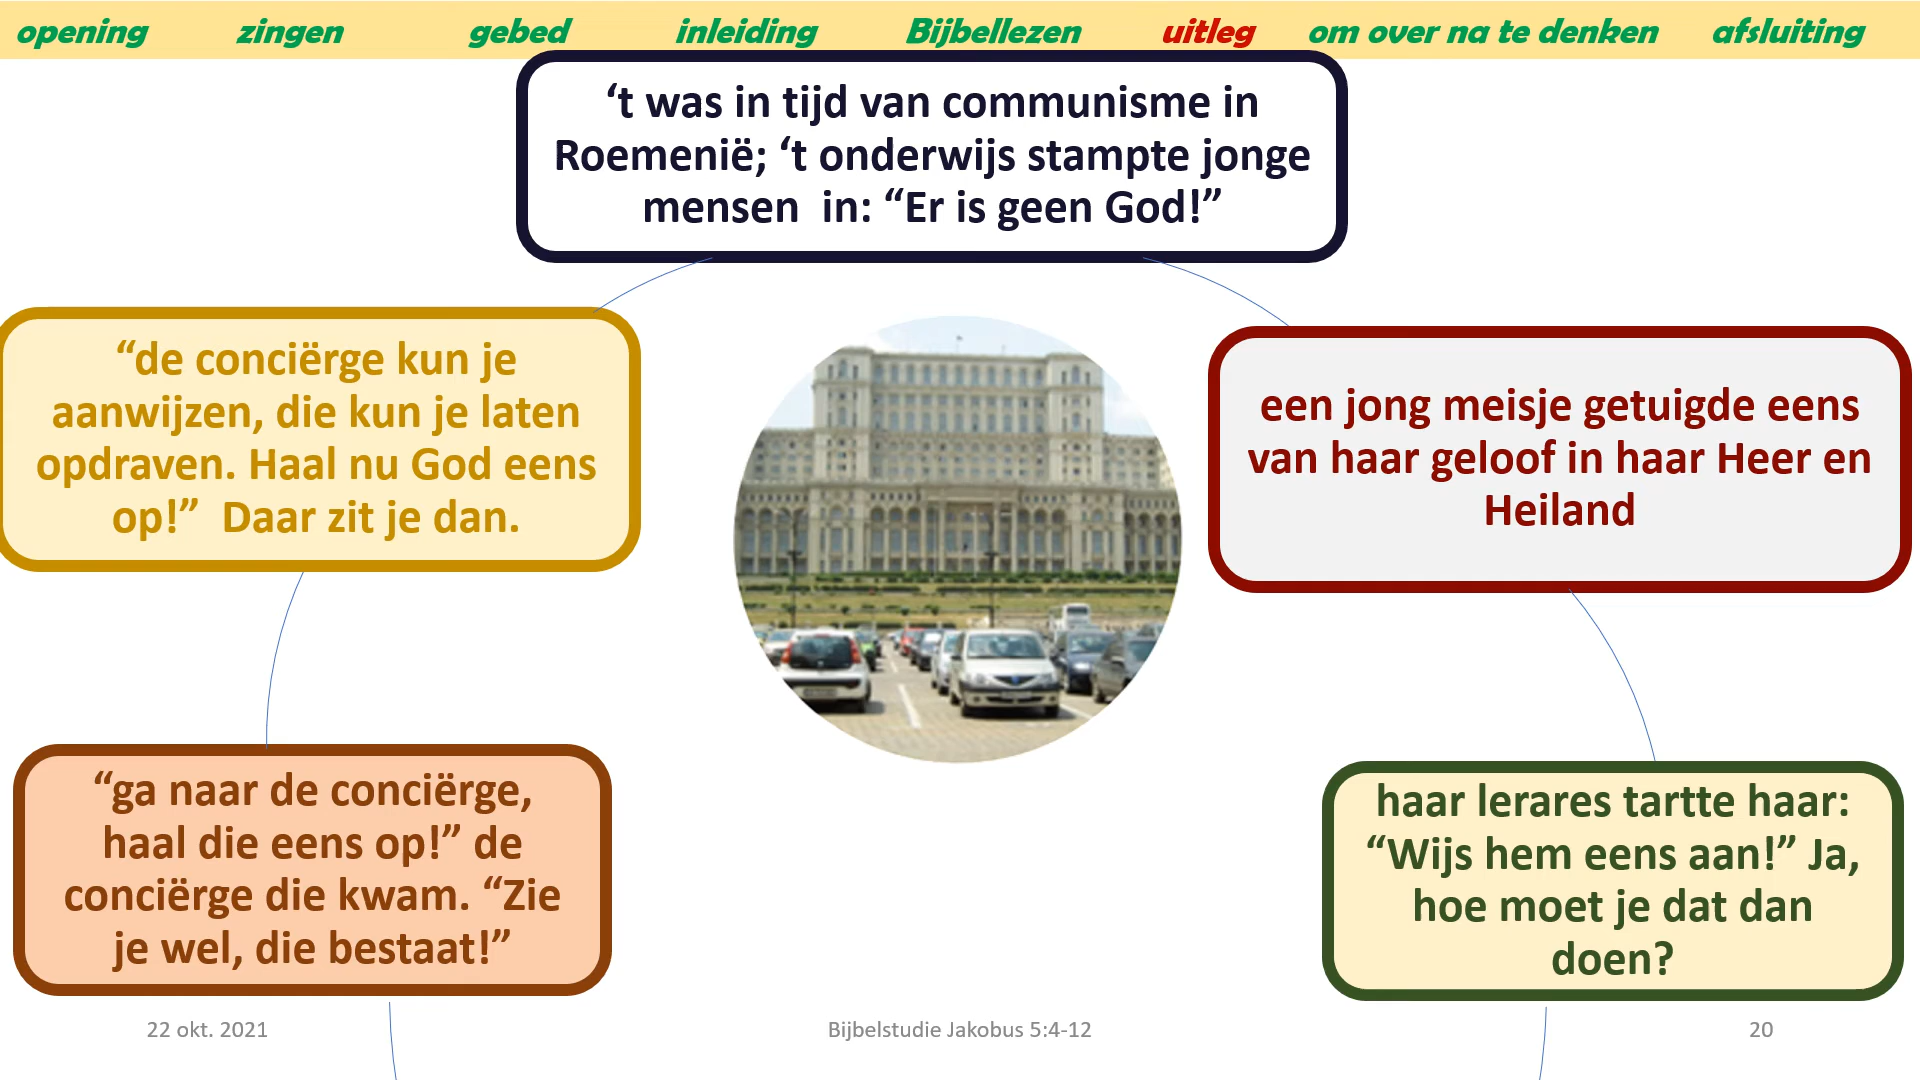 opening zingen gebed inleiding Bijbellezen uitleg om over na te denken afsluiting
‘t was in tijd van communisme in
Roemenië; ‘t onderwijs stampte jonge
mensen  in: “Er is geen God!”
een jong meisje getuigde eens
van haar geloof in haar Heer en
Heiland
haar lerares tartte haar:
“Wijs hem eens aan!” Ja,
hoe moet je dat dan
doen?
“ga naar de conciërge,
haal die eens op!” de
conciërge die kwam. “Zie
je wel, die bestaat!”
“de conciërge kun je
aanwijzen, die kun je laten
opdraven. Haal nu God eens
op!”  Daar zit je dan.
22 okt. 2021
Bijbelstudie Jakobus 5:4-12
20